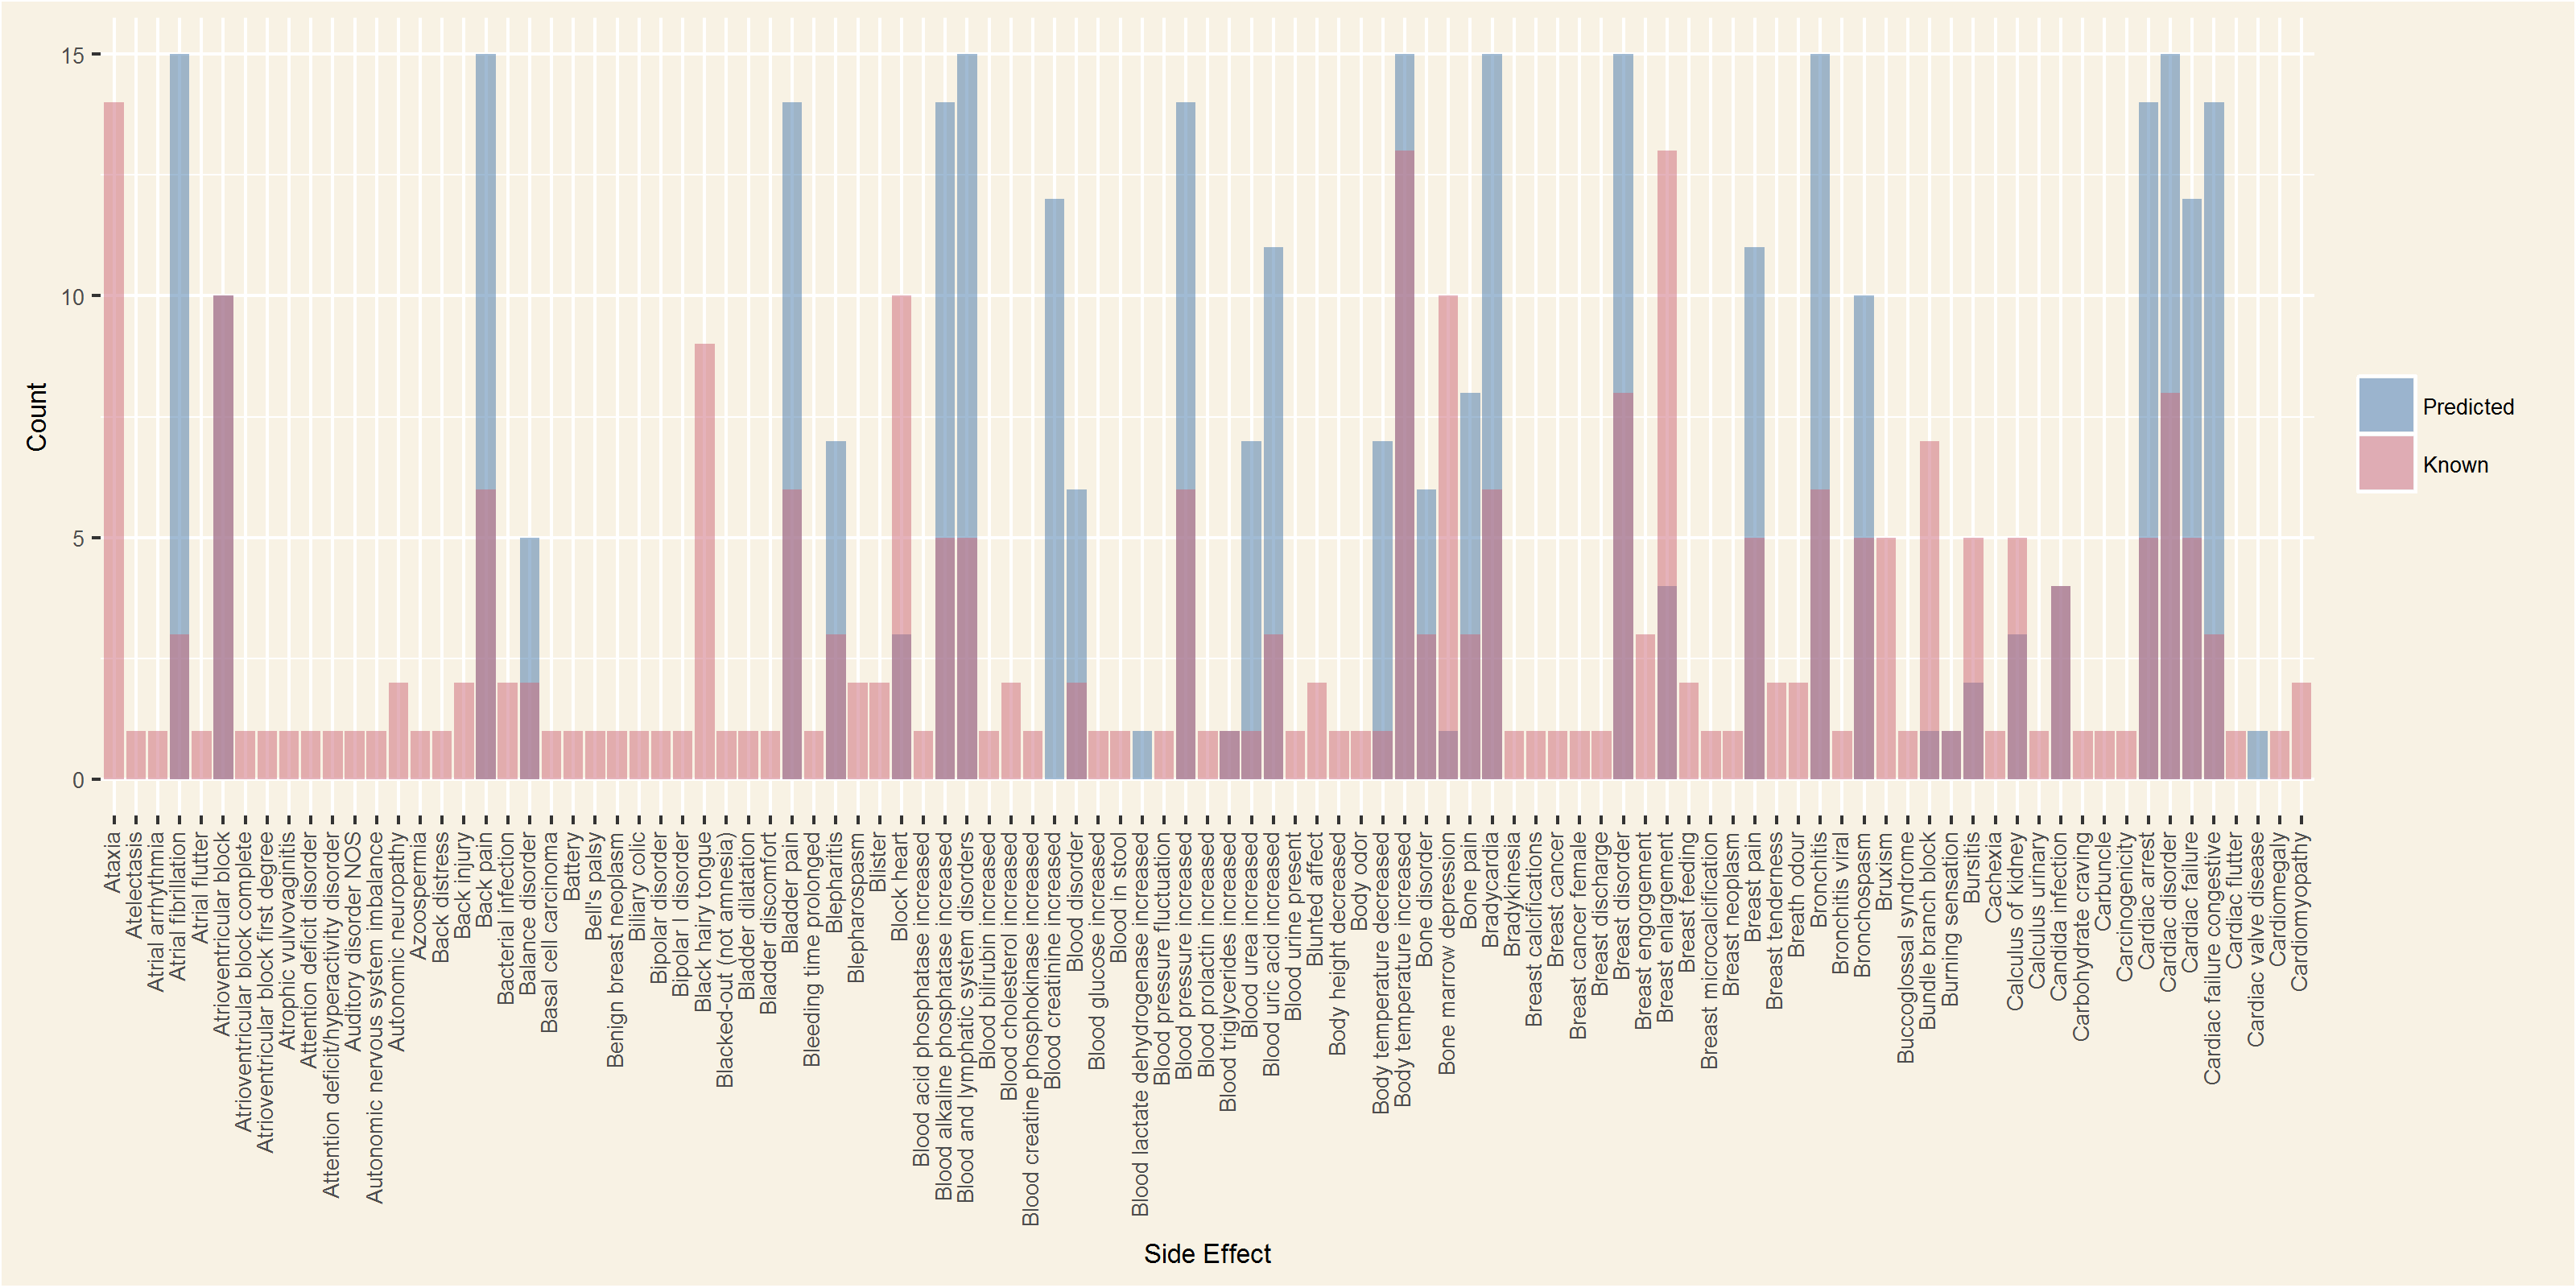 15
10
5
0
Count
Ataxia
Atelectasis
Atrial arrhythmia
Atrial fibrillation
Atrial flutter
Atrioventricular block
Atrioventricular block complete
Atrioventricular block first degree
Atrophic vulvovaginitis
Attention deficit disorder
Attention deficit/hyperactivity disorder
Auditory disorder NOS
Autonomic nervous system imbalance
Autonomic neuropathy
Azoospermia
Back distress
Back injury
Back pain
Bacterial infection
Balance disorder
Basal cell carcinoma
Battery
Bell's palsy
Benign breast neoplasm
Biliary colic
Bipolar disorder
Bipolar I disorder
Black hairy tongue
Blacked-out (not amnesia)
Bladder dilatation
Bladder discomfort
Bladder pain
Bleeding time prolonged
Blepharitis
Blepharospasm
Blister
Block heart
Blood acid phosphatase increased
Blood alkaline phosphatase increased
Blood and lymphatic system disorders
Blood bilirubin increased
Blood cholesterol increased
Blood creatine phosphokinase increased
Blood creatinine increased
Blood disorder
Blood glucose increased
Blood in stool
Blood lactate dehydrogenase increased
Blood pressure fluctuation
Blood pressure increased
Blood prolactin increased
Blood triglycerides increased
Blood urea increased
Blood uric acid increased
Blood urine present
Blunted affect
Body height decreased
Body odor
Body temperature decreased
Body temperature increased
Bone disorder
Bone marrow depression
Bone pain
Bradycardia
Bradykinesia
Breast calcifications
Breast cancer
Breast cancer female
Breast discharge
Breast disorder
Breast engorgement
Breast enlargement
Breast feeding
Breast microcalcification
Breast neoplasm
Breast pain
Breast tenderness
Breath odour
Bronchitis
Bronchitis viral
Bronchospasm
Bruxism
Buccoglossal syndrome
Bundle branch block
Burning sensation
Bursitis
Cachexia
Calculus of kidney
Calculus urinary
Candida infection
Carbohydrate craving
Carbuncle
Carcinogenicity
Cardiac arrest
Cardiac disorder
Cardiac failure
Cardiac failure congestive
Cardiac flutter
Cardiac valve disease
Cardiomegaly
Cardiomyopathy
Side Effect
Predicted
Known